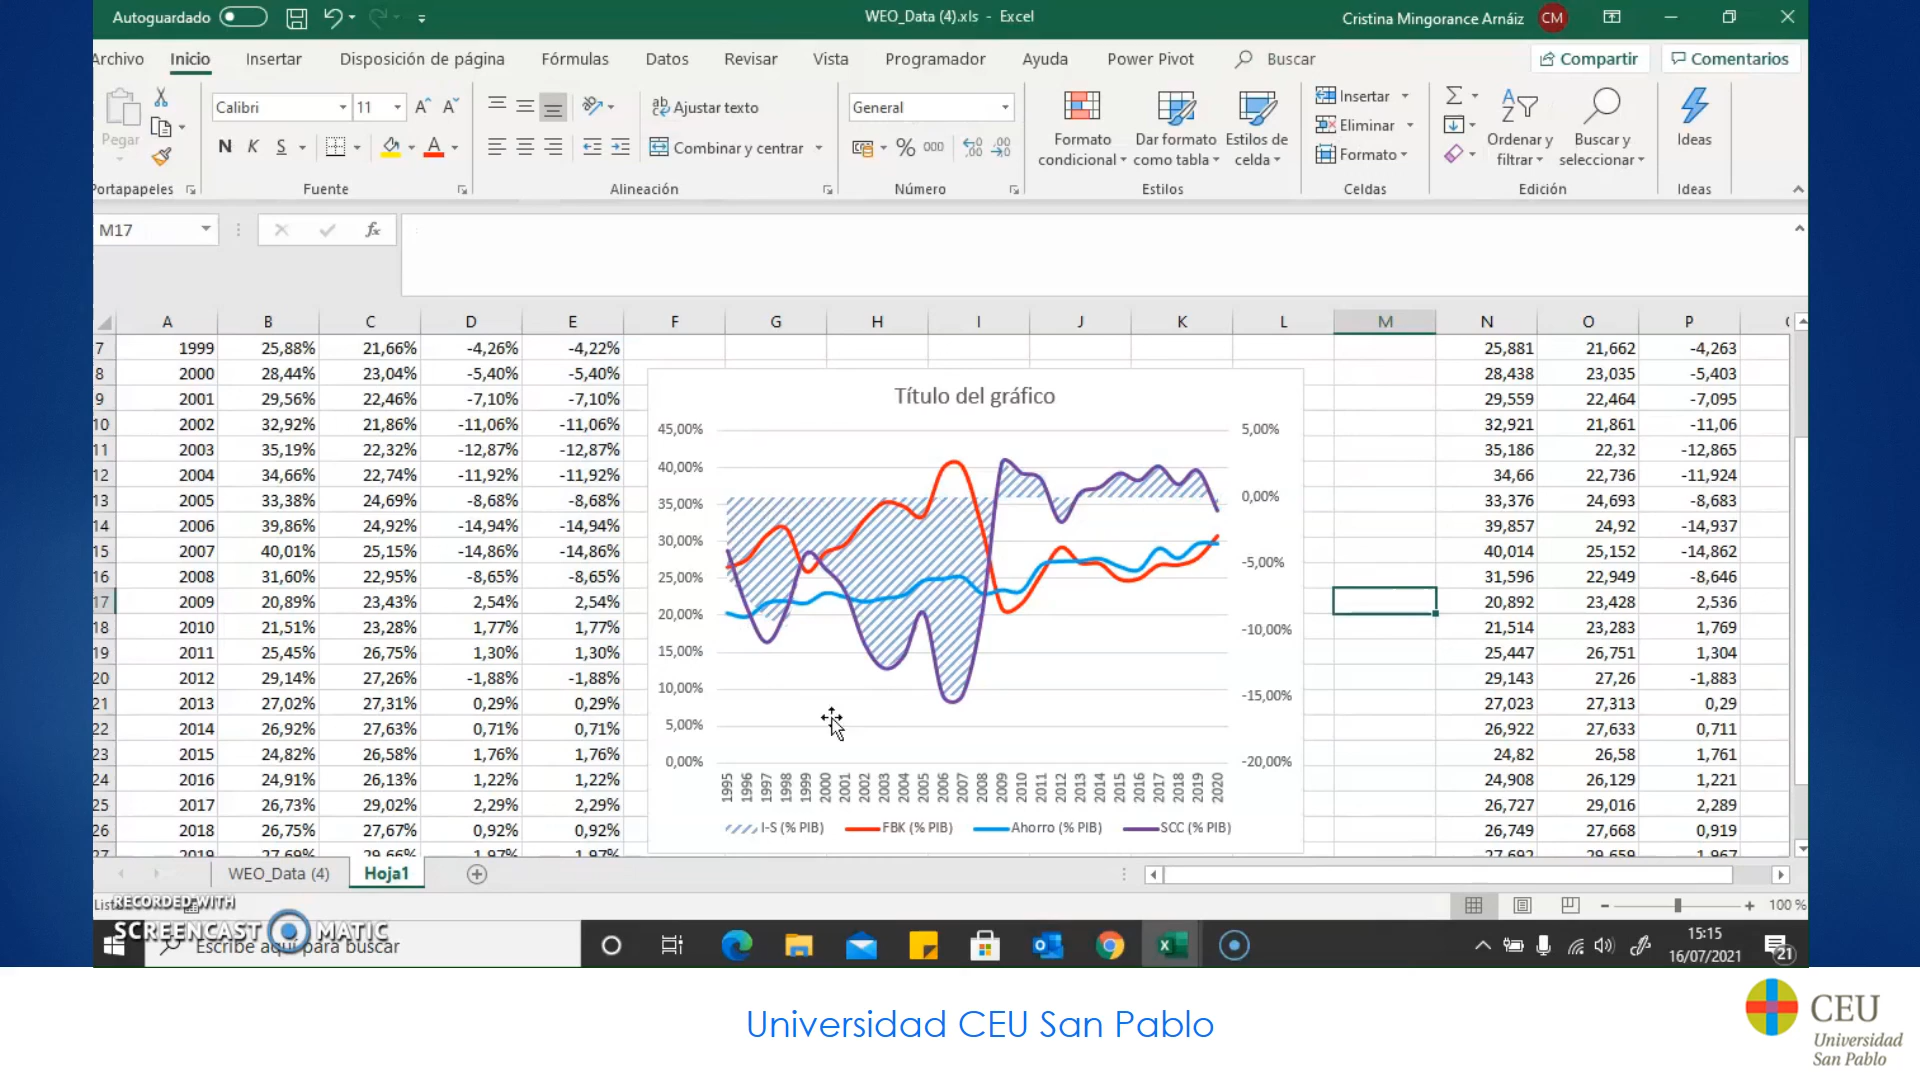 Autoguardado
WEO_Data (4).xls - Excel
Cristina Mingorance Arnáiz CM
Archivo Inicio Insertar Disposición de página Fórmulas Datos Revisar Vista Programador Ayuda Power Pivot Buscar Compartir Comentarios
Pegar
Calibri 11
N K S
Ajustar texto
Combinar y centrar
General
% 000
Formato condicional
Dar formato como tabla
Estilos de celda
Insertar
Eliminar
Formato
Ordenar y filtrar
Buscar y seleccionar
Ideas
Portapapeles Fuente Alineación Número Estilos Celdas Edición Ideas
M17 fx
A B C D E F G H I J K L M N O P
7 1999 25,88% 21,66% -4,26% -4,22% 25,881 21,662 -4,263
8 2000 28,44% 23,04% -5,40% -5,40% 28,438 23,035 -5,403
9 2001 29,56% 22,46% -7,10% -7,10% 29,559 22,464 -7,095
10 2002 32,92% 21,86% -11,06% -11,06% 32,921 21,861 -11,06
11 2003 35,19% 22,32% -12,87% -12,87% 35,186 22,32 -12,865
12 2004 34,66% 22,74% -11,92% -11,92% 34,66 22,736 -11,924
13 2005 33,38% 24,69% -8,68% -8,68% 33,376 24,693 -8,683
14 2006 39,86% 24,92% -14,94% -14,94% 39,857 24,92 -14,937
15 2007 40,01% 25,15% -14,86% -14,86% 40,014 25,152 -14,862
16 2008 31,60% 22,95% -8,65% -8,65% 31,596 22,949 -8,646
17 2009 20,89% 23,43% 2,54% 2,54% 20,892 23,428 2,536
18 2010 21,51% 23,28% 1,77% 1,77% 21,514 23,283 1,769
19 2011 25,45% 26,75% 1,30% 1,30% 25,447 26,751 1,304
20 2012 29,14% 27,26% -1,88% -1,88% 29,143 27,26 -1,883
21 2013 27,02% 27,31% 0,29% 0,29% 27,023 27,313 0,29
22 2014 26,92% 27,63% 0,71% 0,71% 26,922 27,633 0,711
23 2015 24,82% 26,58% 1,76% 1,76% 24,82 26,58 1,761
24 2016 24,91% 26,13% 1,22% 1,22% 24,908 26,129 1,221
25 2017 26,73% 29,02% 2,29% 2,29% 26,727 29,016 2,289
26 2018 26,75% 27,67% 0,92% 0,92% 26,749 27,668 0,919
27 2019 27,69% 29,66% 1,97% 1,97% 27,692 29,659 1,967
Título del gráfico
45,00% 5,00%
40,00%
35,00% 0,00%
30,00%
25,00% -5,00%
20,00%
15,00% -10,00%
10,00% -15,00%
5,00%
0,00% -20,00%
1995 1996 1997 1998 1999 2000 2001 2002 2003 2004 2005 2006 2007 2008 2009 2010 2011 2012 2013 2014 2015 2016 2017 2018 2019 2020
I-S (% PIB) FBK (% PIB) Ahorro (% PIB) SCC (% PIB)
WEO_Data (4) Hoja1
100 %
RECORDED WITH
SCREENCAST MATIC
Escribe aquí para buscar
15:15
16/07/2021
21
Universidad CEU San Pablo
CEU
Universidad
San Pablo